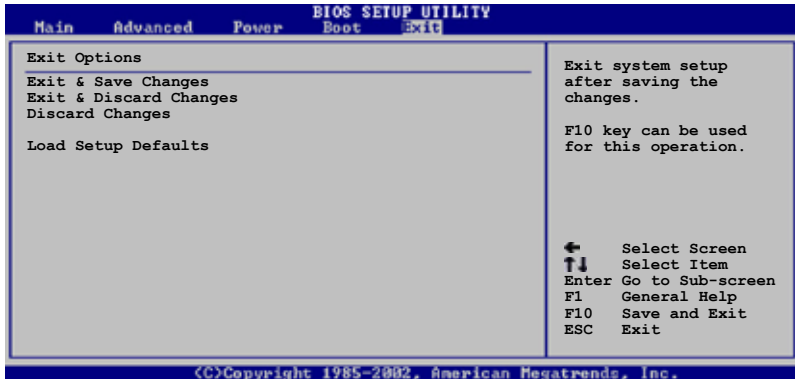 BIOS SETUP UTILITY
Main Advanced Power Boot Exit
Exit Options
Exit & Save Changes
Exit & Discard Changes
Discard Changes
Load Setup Defaults
Exit system setup
after saving the
changes.
F10 key can be used
for this operation.
← Select Screen
↑↓ Select Item
Enter Go to Sub-screen
F1 General Help
F10 Save and Exit
ESC Exit
(C)Copyright 1985-2002, American Megatrends, Inc.